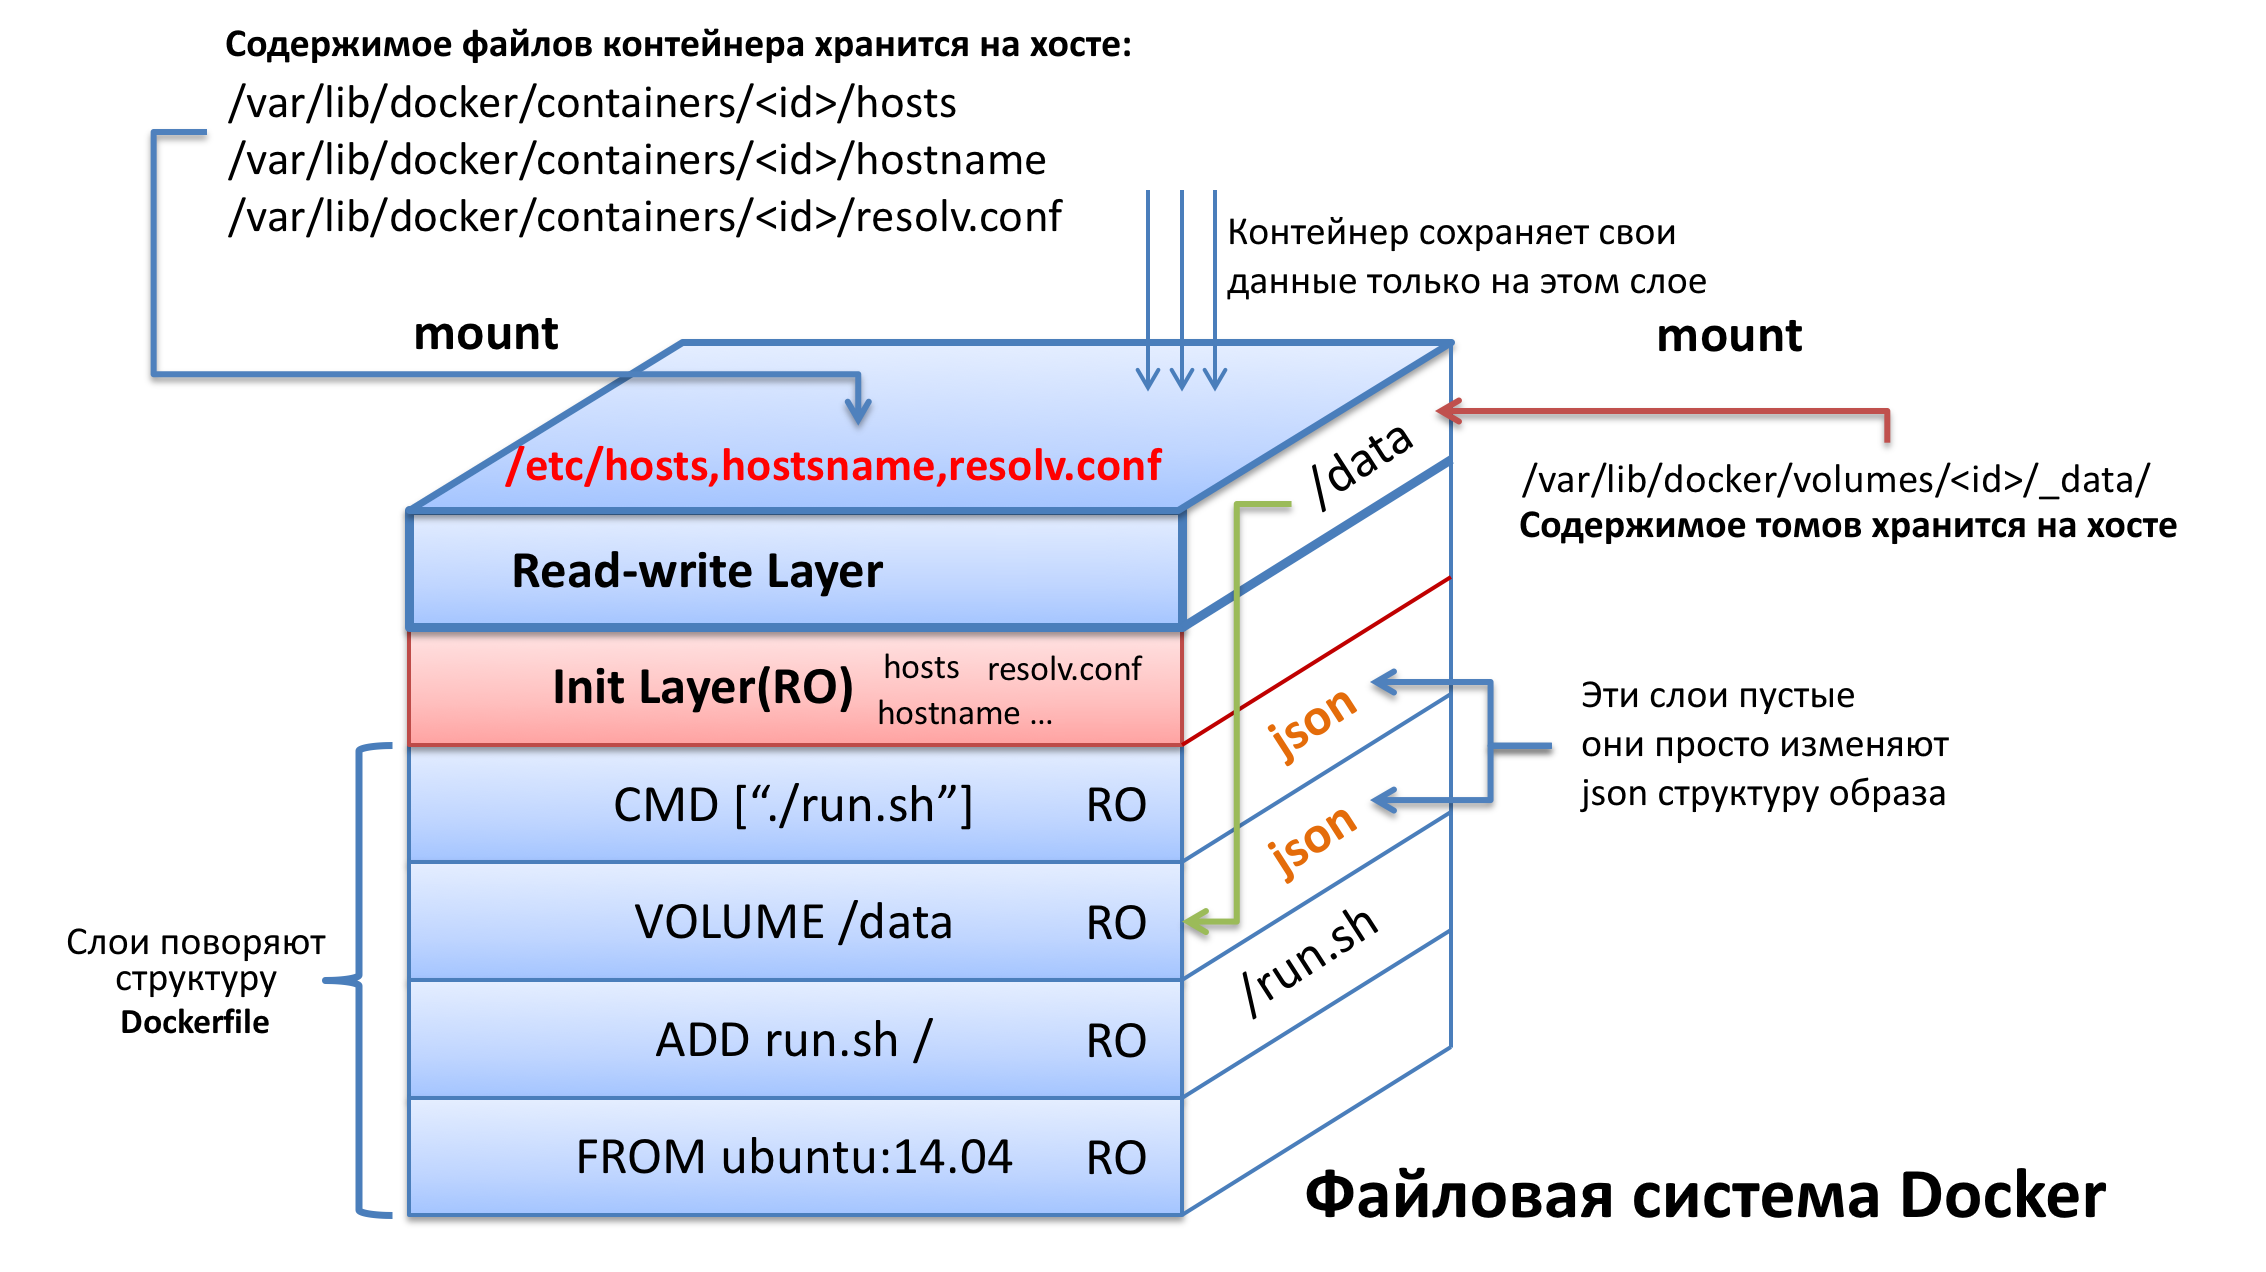 Содержимое файлов контейнера хранится на хосте:
/var/lib/docker/containers/<id>/hosts
/var/lib/docker/containers/<id>/hostname
/var/lib/docker/containers/<id>/resolv.conf
Контейнер сохраняет свои
данные только на этом слое
mount
mount
/etc/hosts,hostsname,resolv.conf
/data
/var/lib/docker/volumes/<id>/_data/
Содержимое томов хранится на хосте
Read-write Layer
Init Layer(RO)
hosts resolv.conf
hostname ...
json
json
Эти слои пустые
они просто изменяют
json структуру образа
CMD [“./run.sh”] RO
VOLUME /data RO
/run.sh
Слои поворяют
структуру
Dockerfile
ADD run.sh / RO
FROM ubuntu:14.04 RO
Файловая система Docker